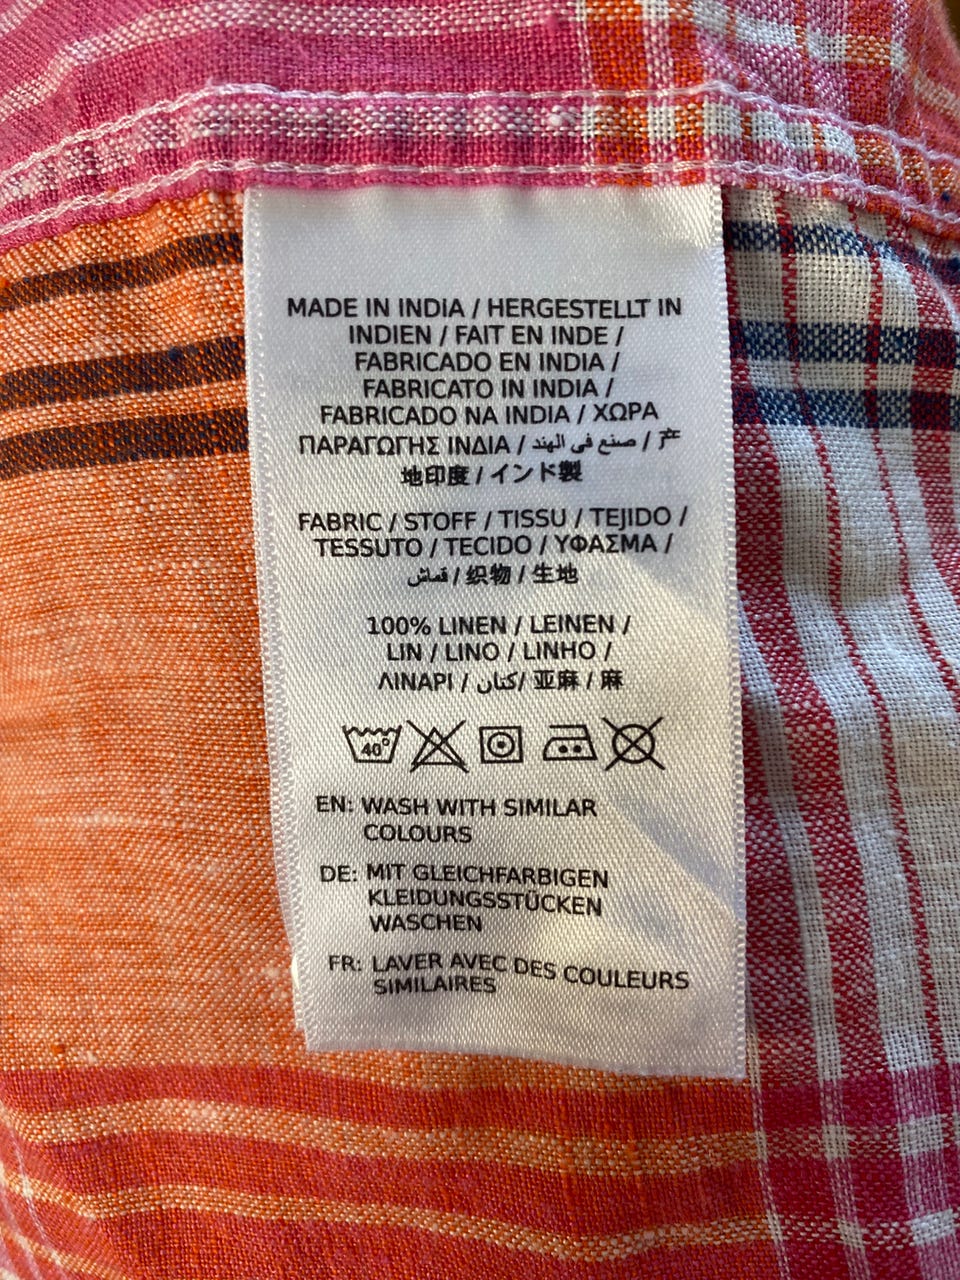 MADE IN INDIA / HERGESTELLT IN
INDIEN / FAIT EN INDE /
FABRICADO EN INDIA /
FABRICATO IN INDIA /
FABRICADO NA INDIA / ΧΩΡΑ
ΠΑΡΑΓΩΓΗΣ ΙΝΔΙΑ / صنع في الهند / 产
地印度 / インド製
FABRIC / STOFF / TISSU / TEJIDO /
TESSUTO / TECIDO / ΥΦΑΣΜΑ /
قماش / 织物 / 生地
100% LINEN / LEINEN /
LIN / LINO / LINHO /
ΛΙΝΑΡΙ / كتان/ 亚麻 / 麻
40°
EN: WASH WITH SIMILAR
COLOURS
DE: MIT GLEICHFARBIGEN
KLEIDUNGSSTÜCKEN
WASCHEN
FR: LAVER AVEC DES COULEURS
SIMILAIRES